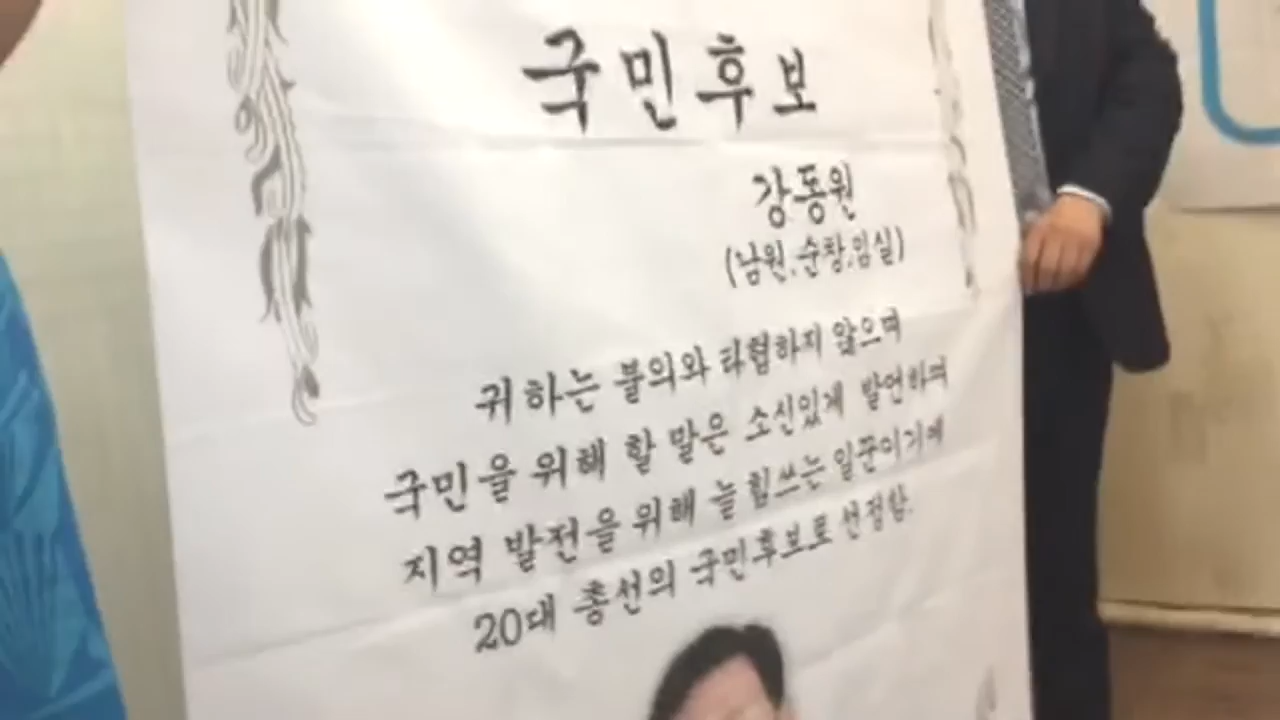 국민후보
강동원
(남원.순창.임실)
귀하는 불의와 타협하지 않으며
국민을 위해 할 말은 소신있게 발언하며
지역 발전을 위해 늘 힘쓰는 일꾼이기에
20대 총선의 국민후보로 선정함.